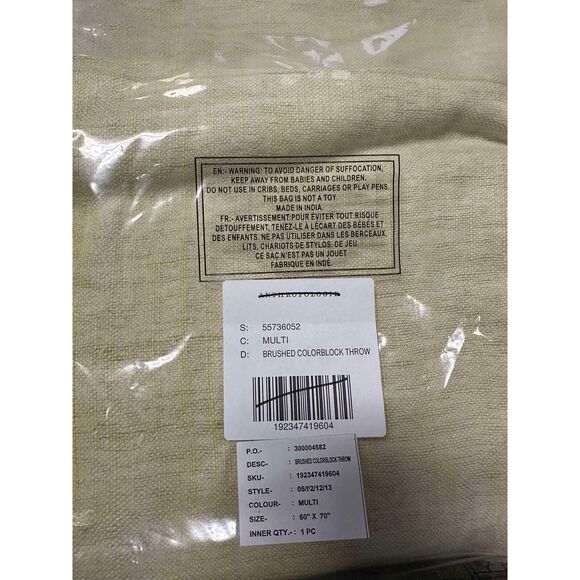 EN:- WARNING: TO AVOID DANGER OF SUFFOCATION,
KEEP AWAY FROM BABIES AND CHILDREN.
DO NOT USE IN CRIBS, BEDS, CARRIAGES OR PLAY PENS.
THIS BAG IS NOT A TOY
MADE IN INDIA.
FR.- AVERTISSEMENT:POUR ÉVITER TOUT RISQUE
DETOUFFEMENT, TENEZ-LE À LÉCART DES BÉBÉS ET
DES ENFANTS. NE PAS UTILISER DANS LES BERCEAUX,
LITS, CHARIOTS DE STYLOS, DE JEU.
CE SAC N'EST PAS UN JOUET
FABRIQUE EN INDÉ.
ANTHROPOLOGIE
S: 55736052
C: MULTI
D: BRUSHED COLORBLOCK THROW
192347419604
P.O.- : 300004582
DESC- : BRUSHED COLORBLOCK THROW
SKU- : 192347419604
STYLE- : 05/02/12/13
COLOUR- : MULTI
SIZE- : 60" X 70"
INNER QTY.- : 1 PC